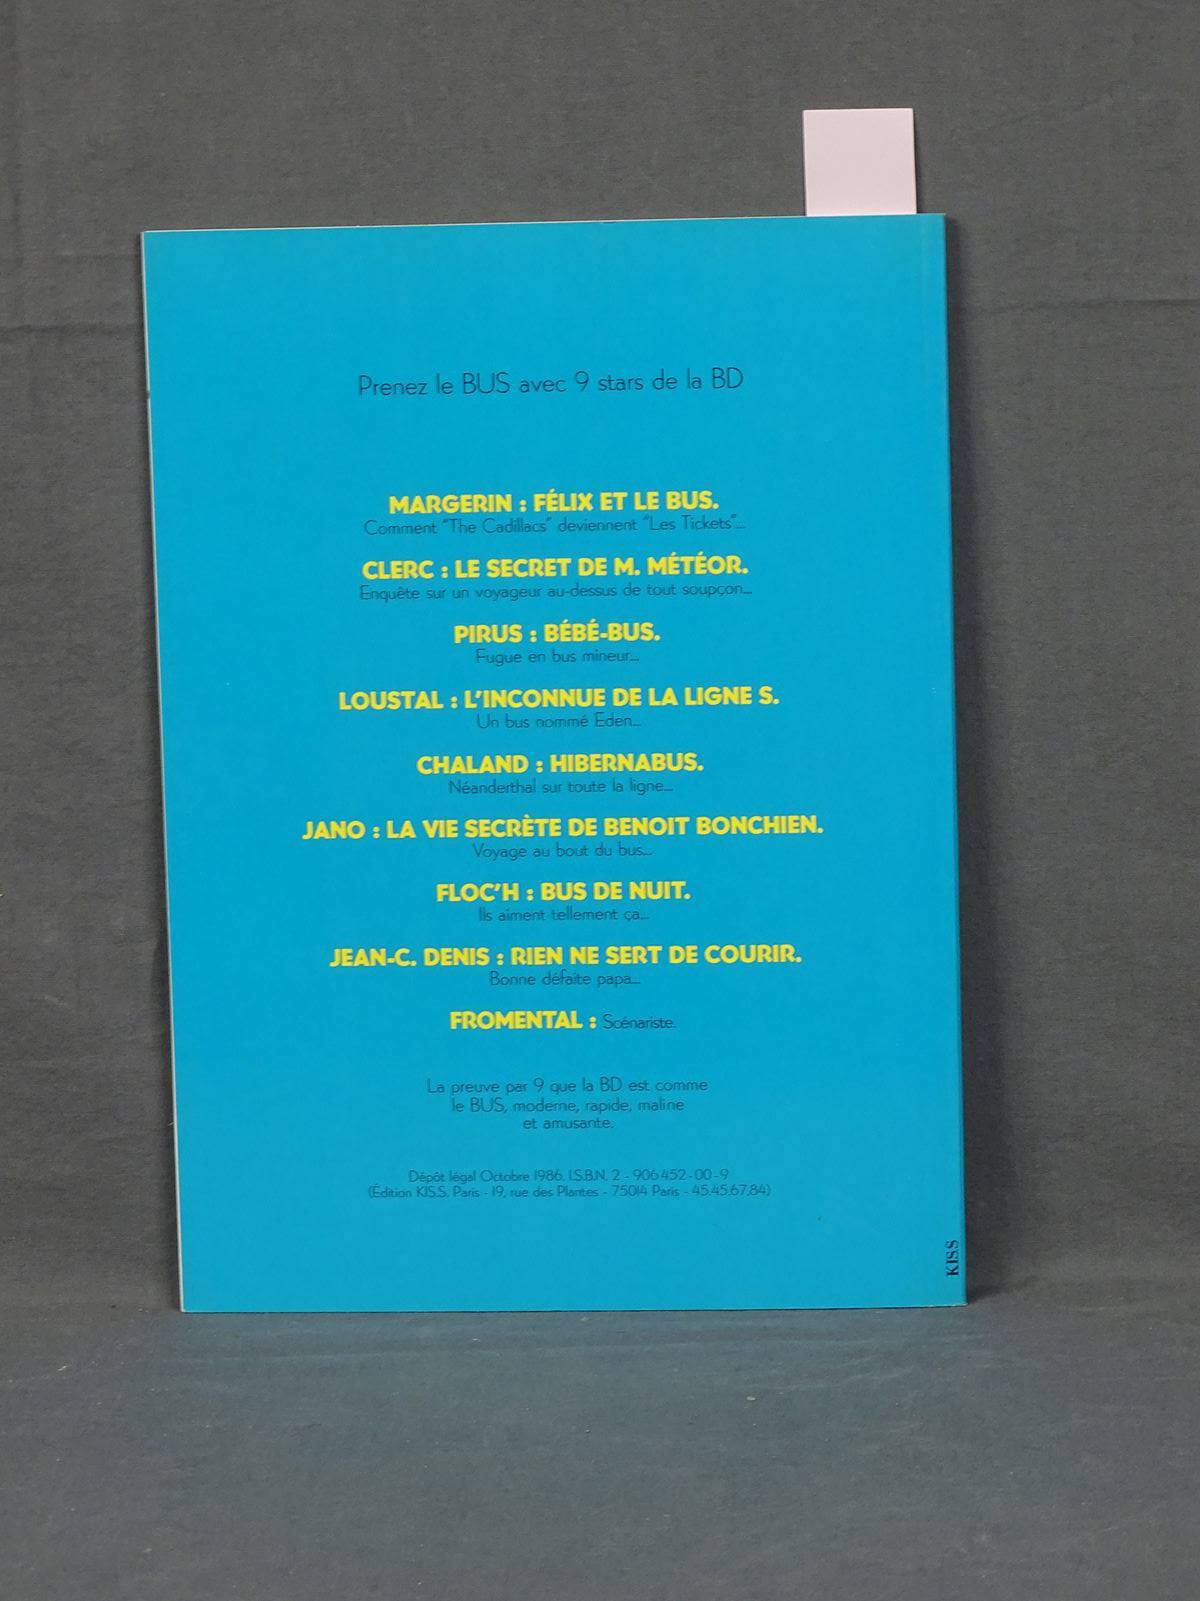 Prenez le BUS avec 9 stars de la BD
MARGERIN : FÉLIX ET LE BUS.
Comment "The Cadillacs" deviennent "Les Tickets"...
CLERC : LE SECRET DE M. MÉTÉOR.
Enquête sur un voyageur au-dessus de tout soupçon...
PIRUS : BÉBÉ-BUS.
Fugue en bus mineur...
LOUSTAL : L'INCONNUE DE LA LIGNE S.
Un bus nommé Eden...
CHALAND : HIBERNABUS.
Néanderthal sur toute la ligne...
JANO : LA VIE SECRÈTE DE BENOIT BONCHIEN.
Voyage au bout du bus...
FLOC'H : BUS DE NUIT.
Ils aiment tellement ça...
JEAN-C. DENIS : RIEN NE SERT DE COURIR.
Bonne défaite papa...
FROMENTAL : Scénariste.
La preuve par 9 que la BD est comme
le BUS, moderne, rapide, maline
et amusante.
Dépôt légal Octobre 1986. I.S.B.N. 2 - 906 452 - 00 - 9
(Édition K.I.S.S. Paris - 19, rue des Plantes - 75014 Paris - 45.45.67.84)
K.I.S.S